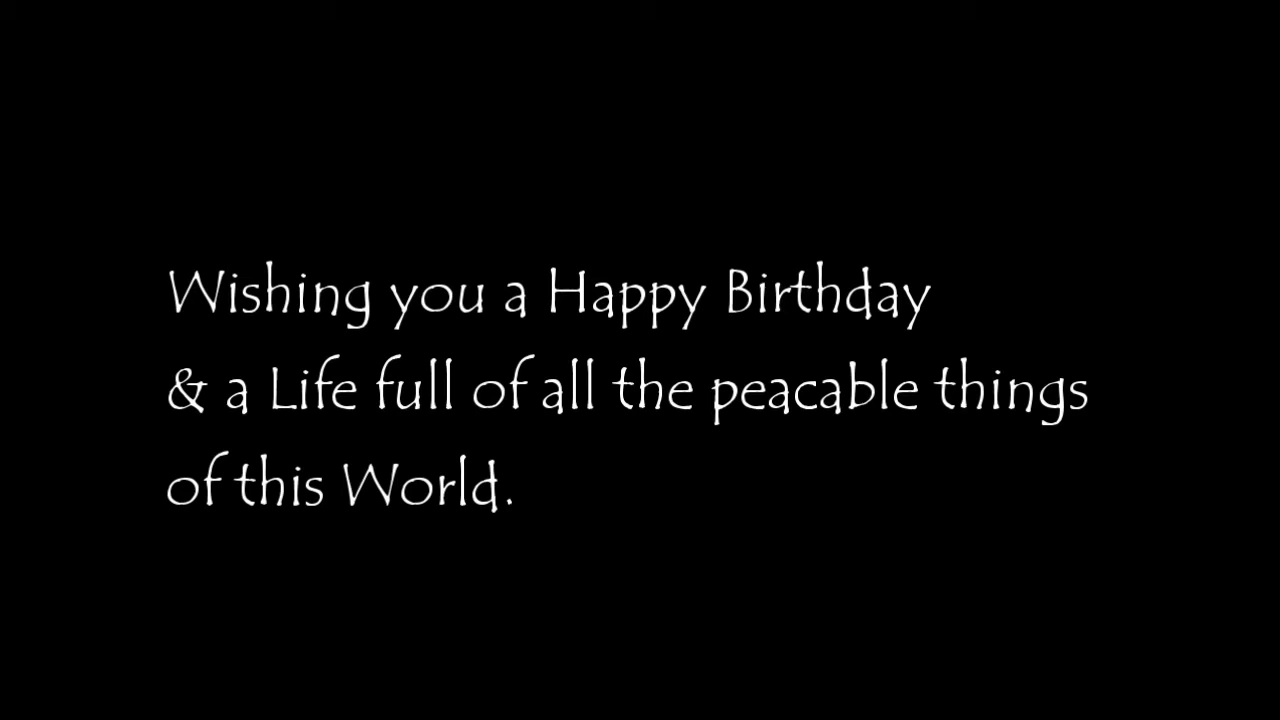 Wishing you a Happy Birthday
& a Life full of all the peacable things
of this World.